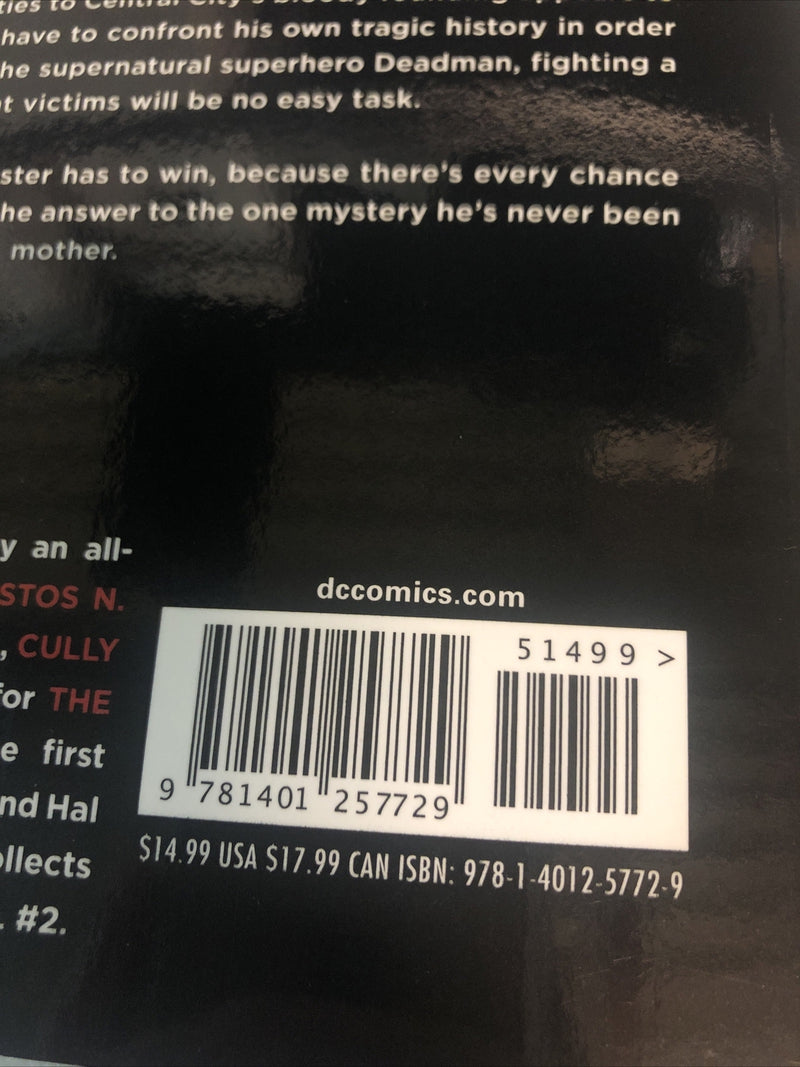 have to confront his own tragic history in order
he supernatural superhero Deadman, fighting a
t victims will be no easy task.
ster has to win, because there's every chance
he answer to the one mystery he's never been
mother.
y an all-
STOS N.
, CULLY
for THE
e first
nd Hal
ollects
. #2.
dccomics.com
51499 >
9 781401 257729
$14.99 USA $17.99 CAN ISBN: 978-1-4012-5772-9